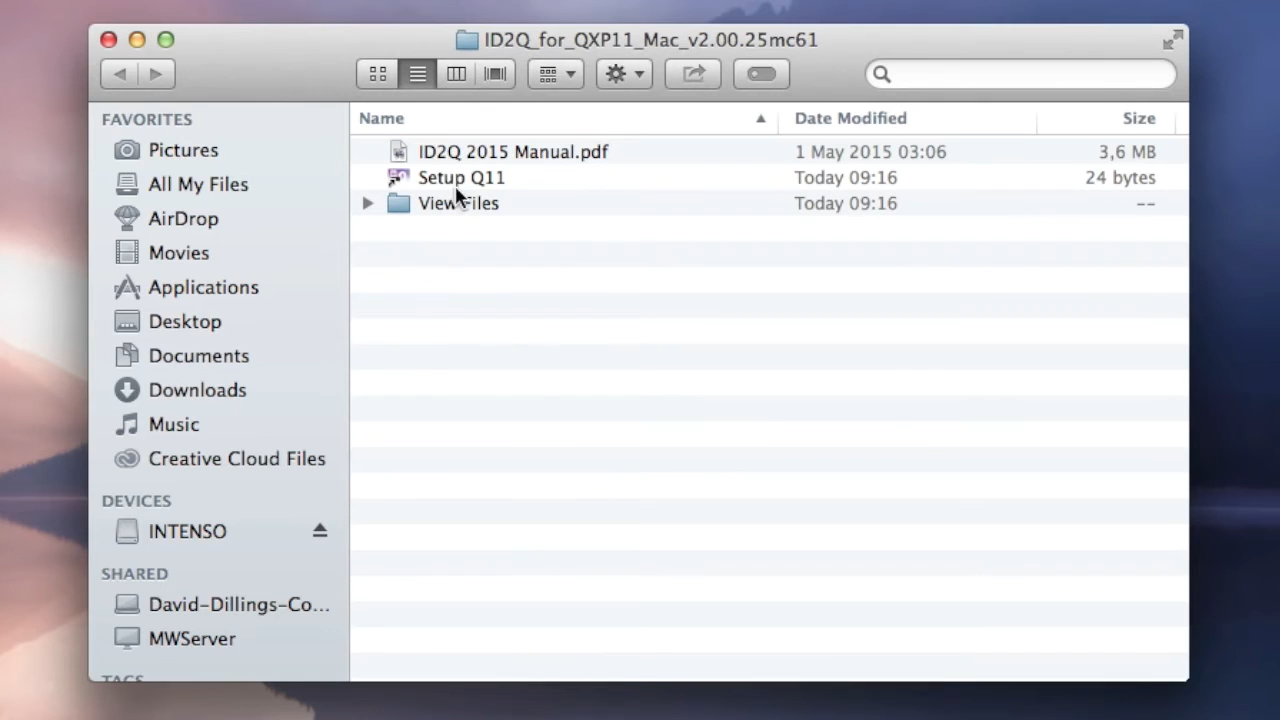 ID2Q_for_QXP11_Mac_v2.00.25mc61
FAVORITES
Pictures
All My Files
AirDrop
Movies
Applications
Desktop
Documents
Downloads
Music
Creative Cloud Files
DEVICES
INTENSO
SHARED
David-Dillings-Co...
MWServer
TAGS
Name Date Modified Size
ID2Q 2015 Manual.pdf 1 May 2015 03:06 3,6 MB
Setup Q11 Today 09:16 24 bytes
View Files Today 09:16 --